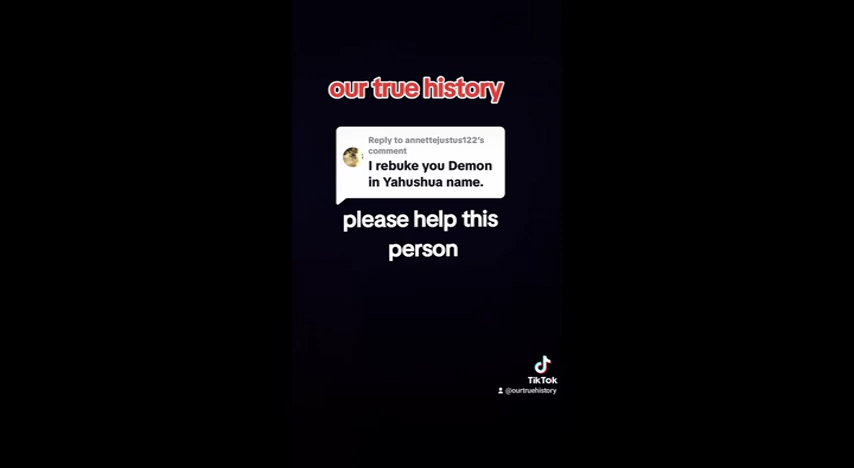 our true history
Reply to annettejustus122's
comment
I rebuke you Demon
in Yahushua name.
please help this
person
TikTok
@ourtruehistory